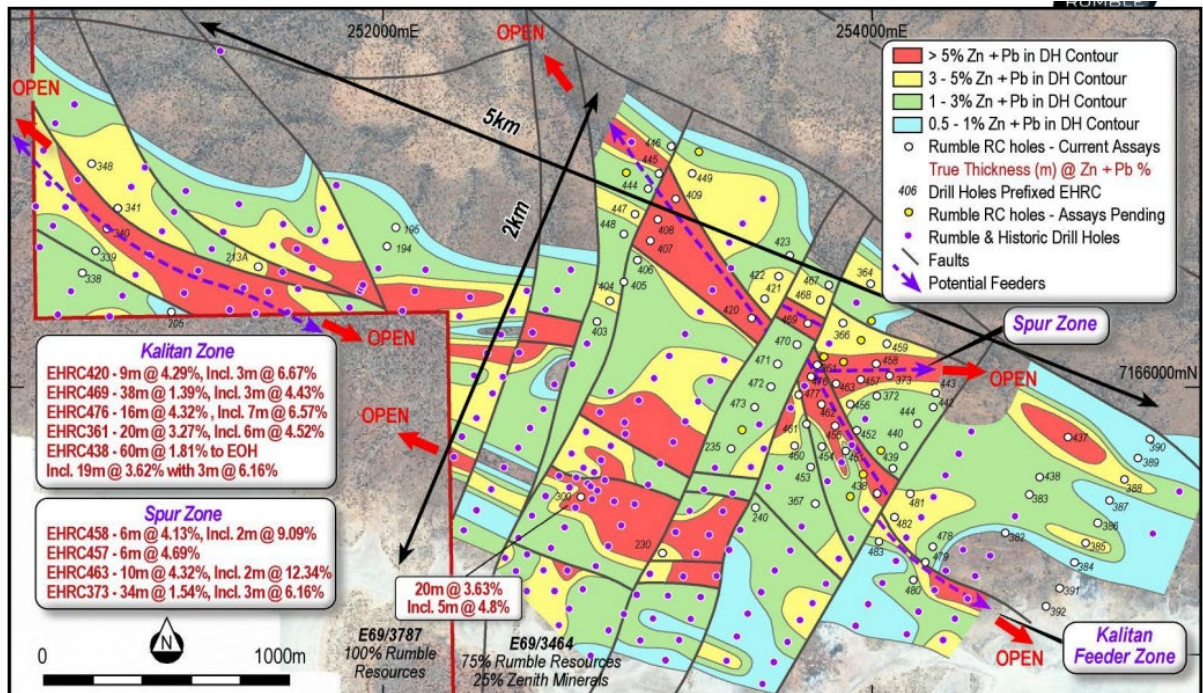 RUMBLE
252000mE
254000mE
7166000mN
OPEN
OPEN
OPEN
OPEN
OPEN
OPEN
5km
2km
> 5% Zn + Pb in DH Contour
3 - 5% Zn + Pb in DH Contour
1 - 3% Zn + Pb in DH Contour
0.5 - 1% Zn + Pb in DH Contour
Rumble RC holes - Current Assays
True Thickness (m) @ Zn + Pb %
406 Drill Holes Prefixed EHRC
Rumble RC holes - Assays Pending
Rumble & Historic Drill Holes
Faults
Potential Feeders
Spur Zone
Kalitan
Feeder Zone
348
341
340
339
338
205
213A
195
194
446
445
444
449
409
447
448
408
407
406
405
404
403
423
422
421
467
468
364
420
469
366
470
459
458
471
457
373
443
472
476
463
372
442
477
456
444
473
462
461
455
452
440
235
460
454
451
439
453
438
367
240
481
482
483
478
479
480
382
437
438
383
390
389
388
387
386
385
384
391
392
309
230
Kalitan Zone
EHRC420 - 9m @ 4.29%, Incl. 3m @ 6.67%
EHRC469 - 38m @ 1.39%, Incl. 3m @ 4.43%
EHRC476 - 16m @ 4.32% , Incl. 7m @ 6.57%
EHRC361 - 20m @ 3.27%, Incl. 6m @ 4.52%
EHRC438 - 60m @ 1.81% to EOH
Incl. 19m @ 3.62% with 3m @ 6.16%
Spur Zone
EHRC458 - 6m @ 4.13%, Incl. 2m @ 9.09%
EHRC457 - 6m @ 4.69%
EHRC463 - 10m @ 4.32%, Incl. 2m @ 12.34%
EHRC373 - 34m @ 1.54%, Incl. 3m @ 6.16%
20m @ 3.63%
Incl. 5m @ 4.8%
N
0
1000m
E69/3787
100% Rumble
Resources
E69/3464
75% Rumble Resources
25% Zenith Minerals